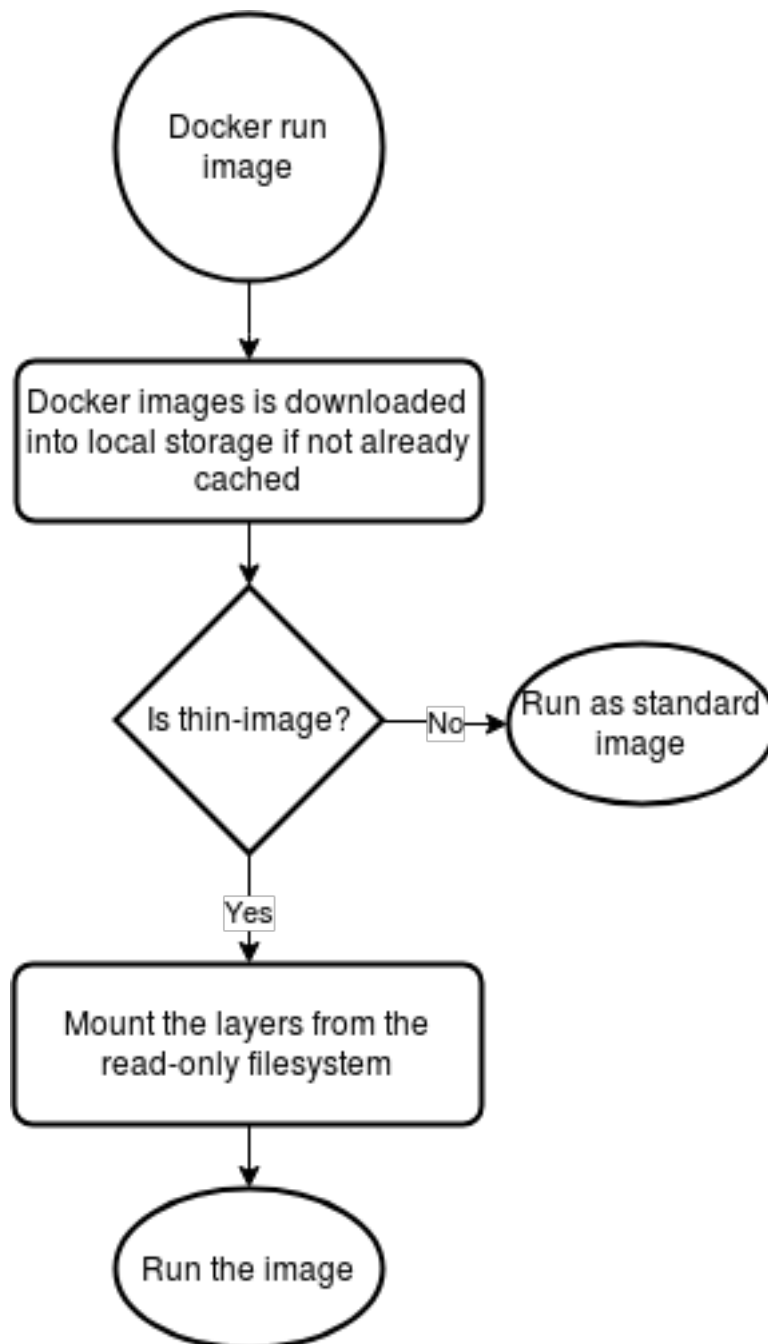 Docker run
image
Docker images is downloaded
into local storage if not already
cached
Is thin-image?
No
Run as standard
image
Yes
Mount the layers from the
read-only filesystem
Run the image